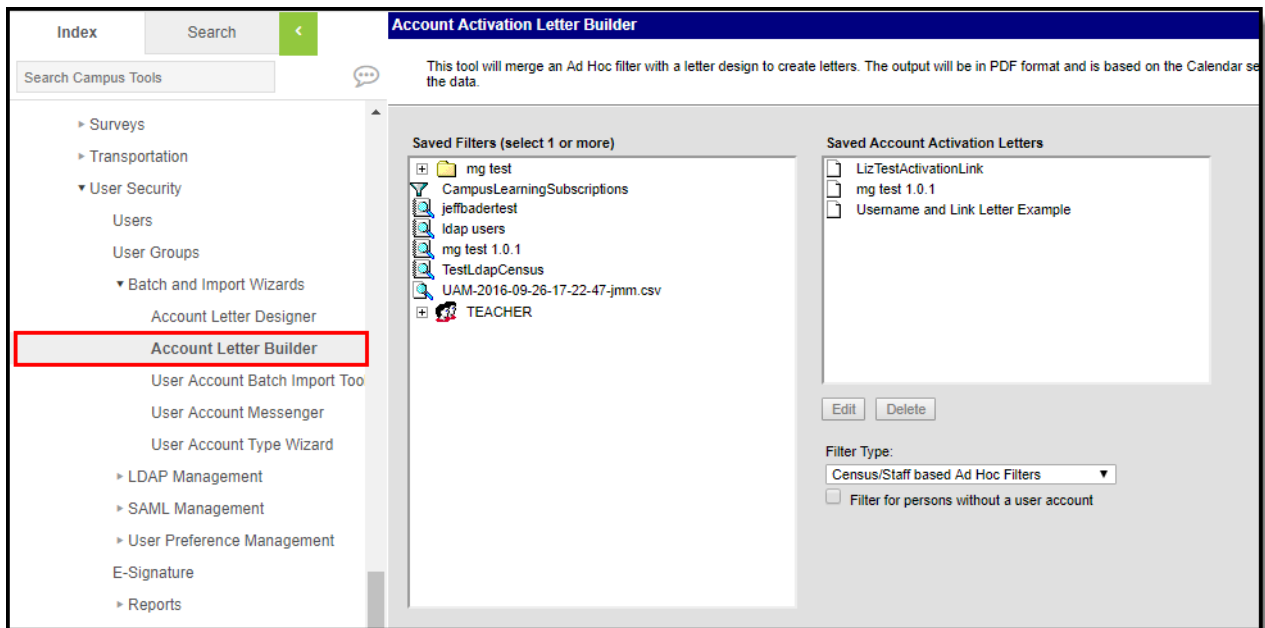 Index
Search
<
Search Campus Tools
Surveys
Transportation
User Security
Users
User Groups
Batch and Import Wizards
Account Letter Designer
Account Letter Builder
User Account Batch Import Too
User Account Messenger
User Account Type Wizard
LDAP Management
SAML Management
User Preference Management
E-Signature
Reports
Account Activation Letter Builder
This tool will merge an Ad Hoc filter with a letter design to create letters. The output will be in PDF format and is based on the Calendar se
the data.
Saved Filters (select 1 or more)
mg test
CampusLearningSubscriptions
jeffbadertest
ldap users
mg test 1.0.1
TestLdapCensus
UAM-2016-09-26-17-22-47-jmm.csv
TEACHER
Saved Account Activation Letters
LizTestActivationLink
mg test 1.0.1
Username and Link Letter Example
Edit Delete
Filter Type:
Census/Staff based Ad Hoc Filters
Filter for persons without a user account